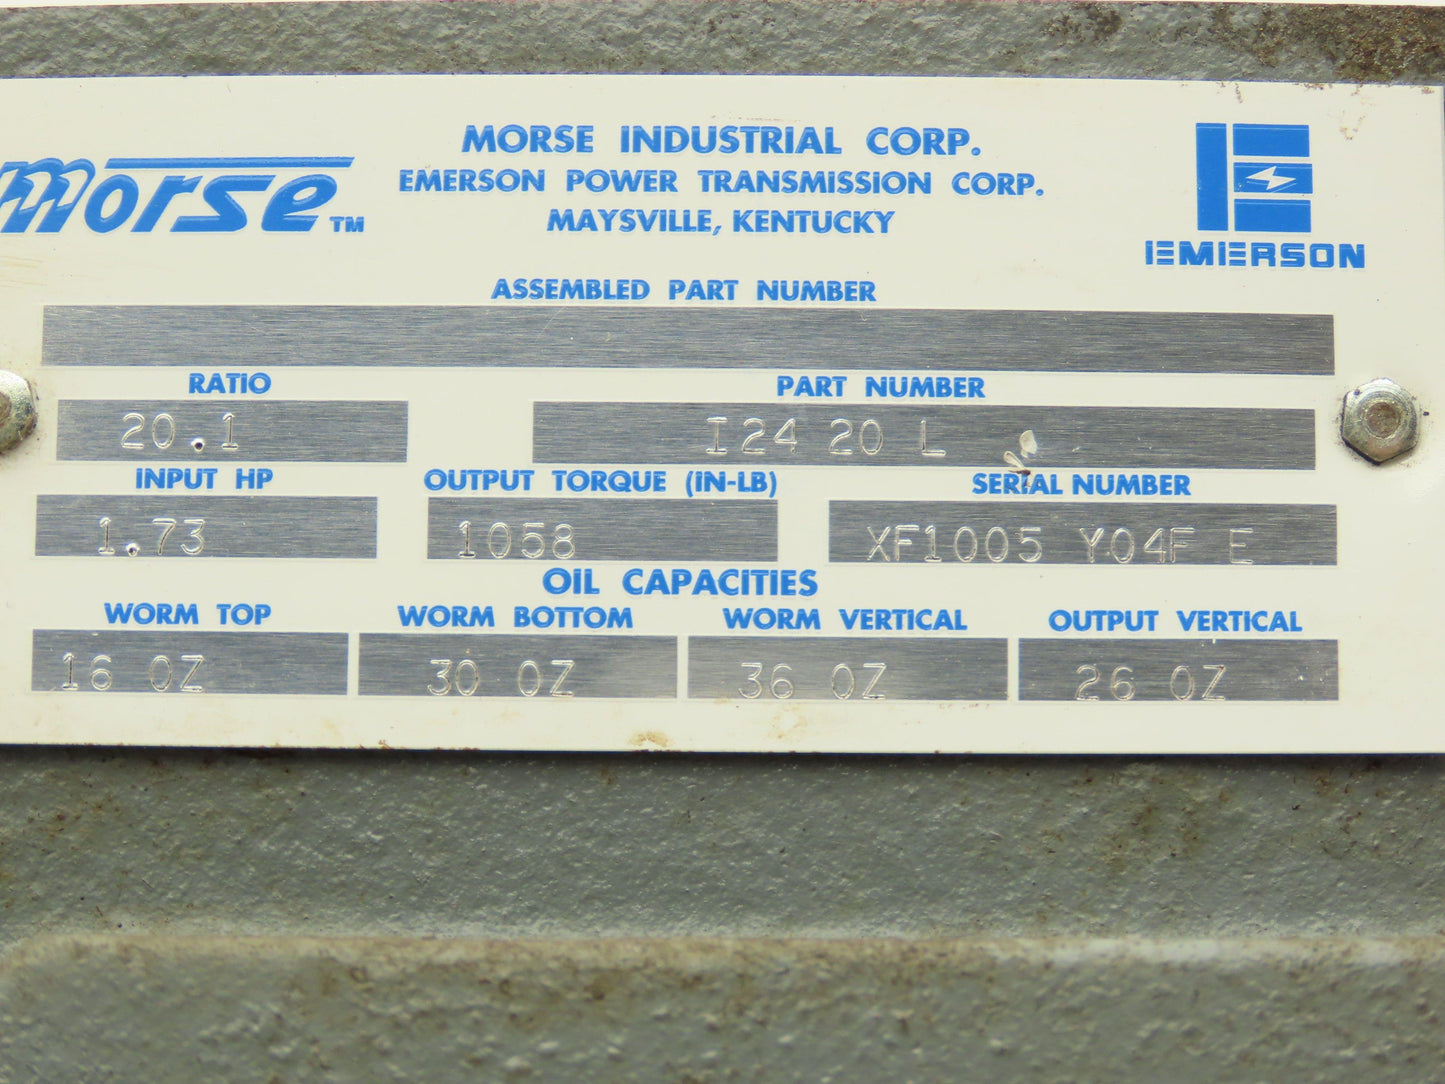 morse™
MORSE INDUSTRIAL CORP.
EMERSON POWER TRANSMISSION CORP.
MAYSVILLE, KENTUCKY
EMERSON
ASSEMBLED PART NUMBER
RATIO PART NUMBER
20.1 I24 20 L
INPUT HP OUTPUT TORQUE (IN-LB) SERIAL NUMBER
1.73 1058 XF1005 Y04F E
OIL CAPACITIES
WORM TOP WORM BOTTOM WORM VERTICAL OUTPUT VERTICAL
16 OZ 30 OZ 36 OZ 26 OZ